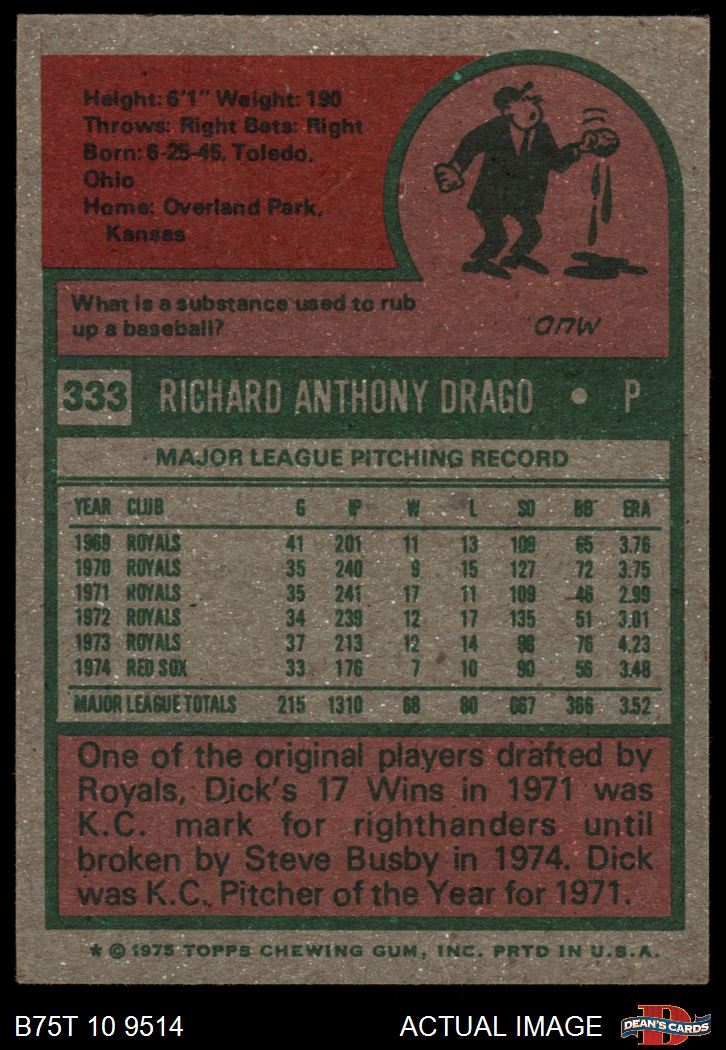 Height: 6'1" Weight: 190
Throws: Right Bats: Right
Born: 6-25-45, Toledo,
Ohio
Home: Overland Park,
Kansas
What is a substance used to rub
up a baseball?
MUD
333 RICHARD ANTHONY DRAGO • P
MAJOR LEAGUE PITCHING RECORD
YEAR CLUB G IP W L SO BB ERA
1969 ROYALS 41 201 11 13 109 65 3.76
1970 ROYALS 35 240 9 15 127 72 3.75
1971 ROYALS 35 241 17 11 109 46 2.99
1972 ROYALS 34 239 12 17 135 51 3.01
1973 ROYALS 37 213 12 14 98 76 4.23
1974 RED SOX 33 176 7 10 90 56 3.48
MAJOR LEAGUE TOTALS 215 1310 68 80 667 366 3.52
One of the original players drafted by
Royals, Dick's 17 Wins in 1971 was
K.C. mark for righthanders until
broken by Steve Busby in 1974. Dick
was K.C. Pitcher of the Year for 1971.
* © 1975 TOPPS CHEWING GUM, INC. PRTD IN U.S.A.
B75T 10 9514 ACTUAL IMAGE DEAN'S CARDS